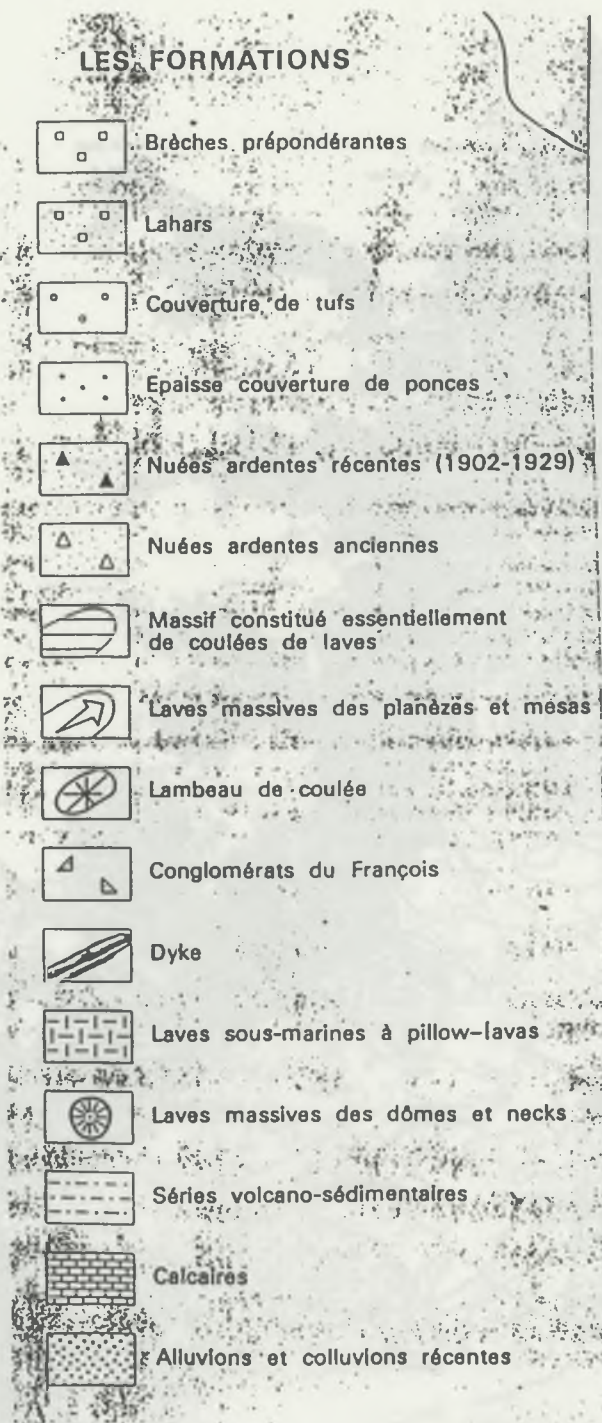 LES FORMATIONS
Brèches prépondérantes
Lahars
Couverture de tufs
Epaisse couverture de ponces
Nuées ardentes récentes (1902-1929)
Nuées ardentes anciennes
Massif constitué essentiellement
de coulées de laves
Laves massives des planèzes et mesas
Lambeau de coulée
Conglomérats du François
Dyke
Laves sous-marines à pillow-lavas
Laves massives des dômes et necks
Séries volcano-sédimentaires
Calcaires
Alluvions et colluvions récentes